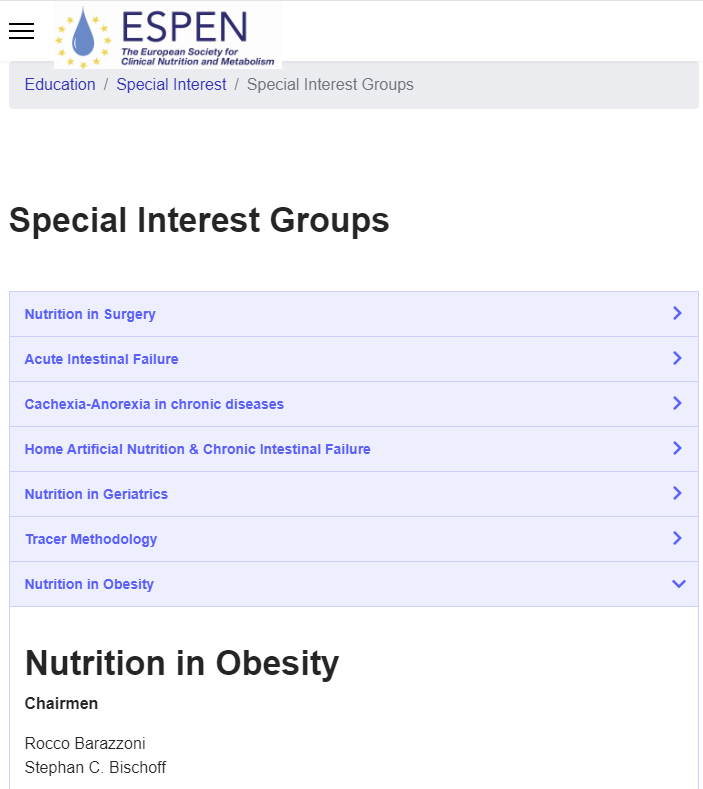 ESPEN
The European Society for
Clinical Nutrition and Metabolism
Education / Special Interest / Special Interest Groups
Special Interest Groups
Nutrition in Surgery
Acute Intestinal Failure
Cachexia-Anorexia in chronic diseases
Home Artificial Nutrition & Chronic Intestinal Failure
Nutrition in Geriatrics
Tracer Methodology
Nutrition in Obesity
Nutrition in Obesity
Chairmen
Rocco Barazzoni
Stephan C. Bischoff